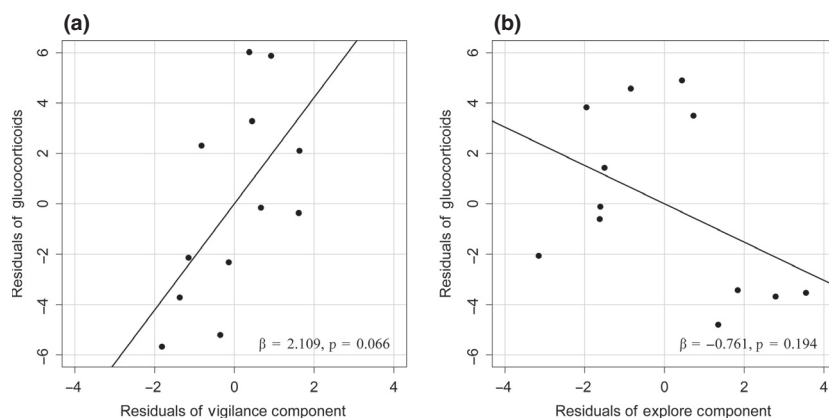 (a)
Residuals of glucocorticoids
6
4
2
0
−2
−4
−6
β = 2.109, p = 0.066
−4 −2 0 2 4
Residuals of vigilance component
(b)
Residuals of glucocorticoids
6
4
2
0
−2
−4
−6
β = −0.761, p = 0.194
−4 −2 0 2 4
Residuals of explore component